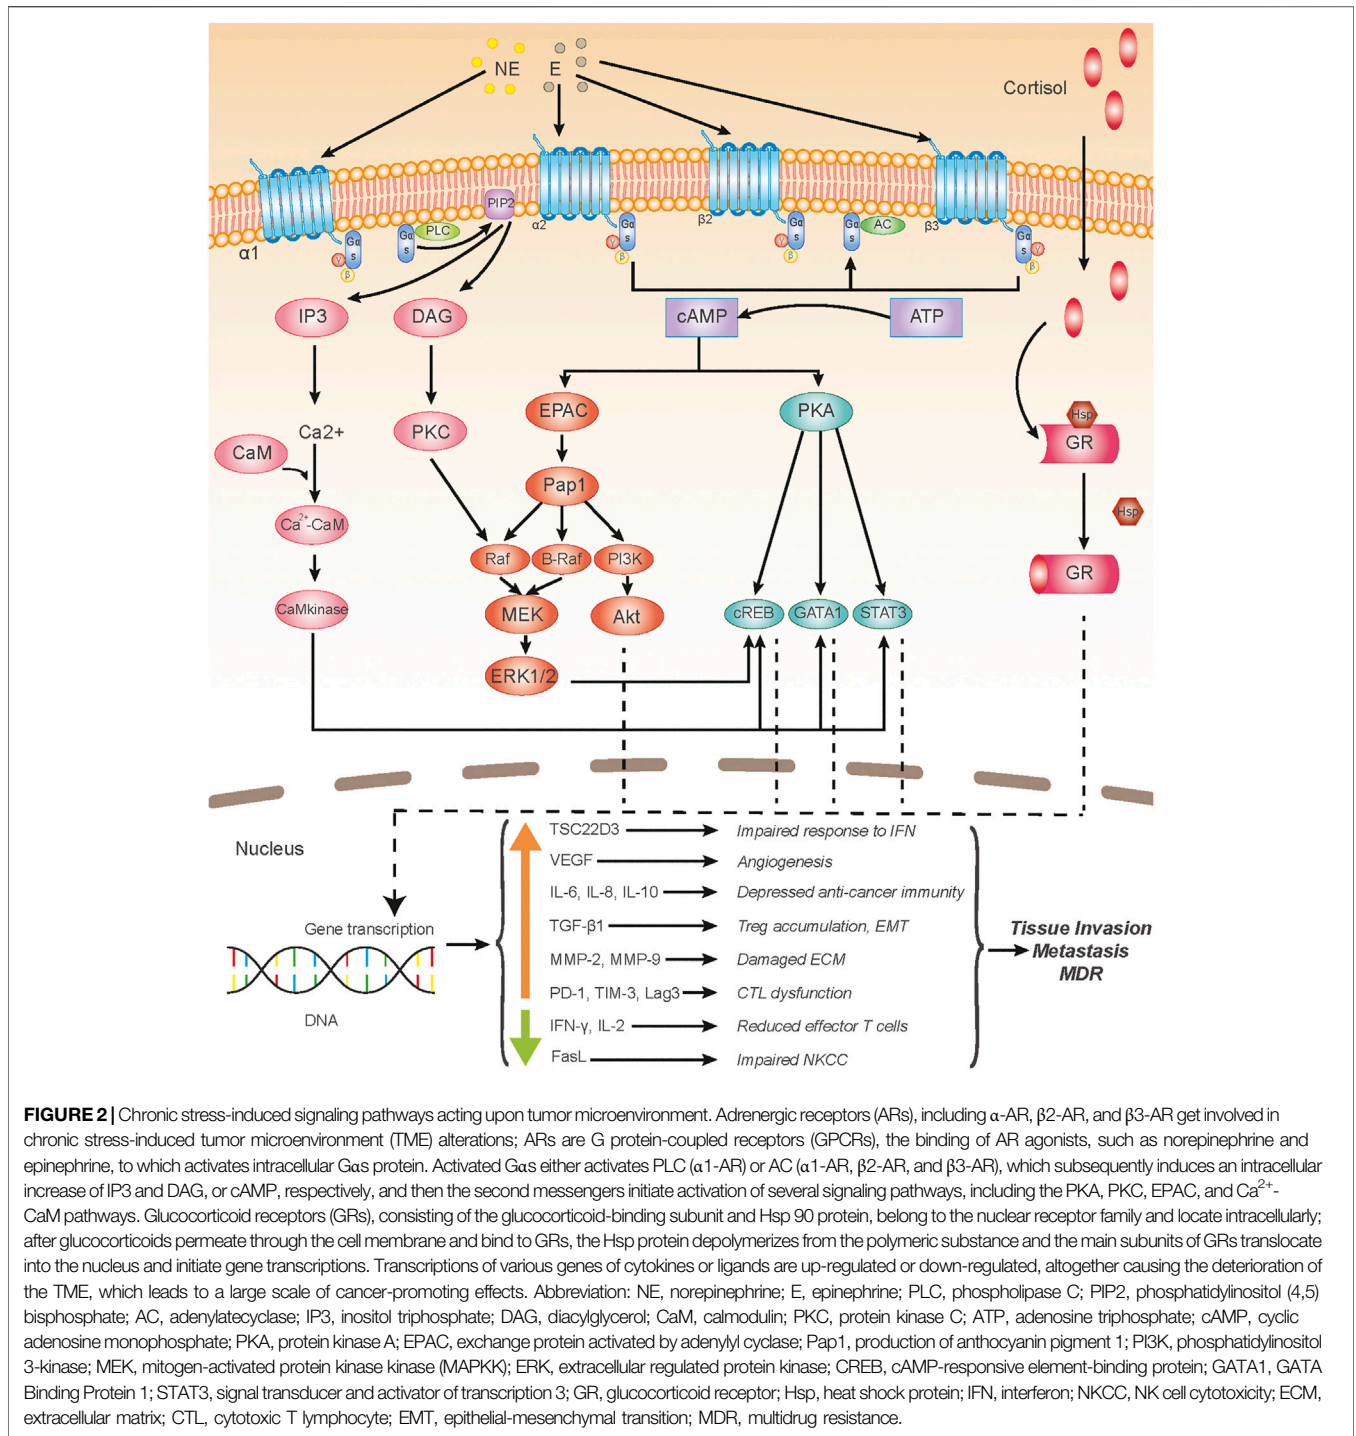 NE
E
Cortisol
PIP2
PLC
Gα
s
Gα
s
γ
β
α1
α2
Gα
s
γ
β
β2
Gα
s
γ
β
Gα
s
AC
β3
Gα
s
γ
β
IP3
DAG
cAMP
ATP
EPAC
PKA
Hsp
GR
Ca2+
CaM
PKC
Pap1
Hsp
Ca2+-CaM
Raf
B-Raf
PI3K
GR
CaMkinase
MEK
Akt
cREB
GATA1
STAT3
ERK1/2
Nucleus
Gene transcription
DNA
TSC22D3
Impaired response to IFN
VEGF
Angiogenesis
IL-6, IL-8, IL-10
Depressed anti-cancer immunity
TGF-β1
Treg accumulation, EMT
MMP-2, MMP-9
Damaged ECM
PD-1, TIM-3, Lag3
CTL dysfunction
IFN-γ, IL-2
Reduced effector T cells
FasL
Impaired NKCC
Tissue Invasion
Metastasis
MDR
FIGURE 2 | Chronic stress-induced signaling pathways acting upon tumor microenvironment. Adrenergic receptors (ARs), including α-AR, β2-AR, and β3-AR get involved in
chronic stress-induced tumor microenvironment (TME) alterations; ARs are G protein-coupled receptors (GPCRs), the binding of AR agonists, such as norepinephrine and
epinephrine, to which activates intracellular Gαs protein. Activated Gαs either activates PLC (α1-AR) or AC (α1-AR, β2-AR, and β3-AR), which subsequently induces an intracellular
increase of IP3 and DAG, or cAMP, respectively, and then the second messengers initiate activation of several signaling pathways, including the PKA, PKC, EPAC, and Ca2+-
CaM pathways. Glucocorticoid receptors (GRs), consisting of the glucocorticoid-binding subunit and Hsp 90 protein, belong to the nuclear receptor family and locate intracellularly;
after glucocorticoids permeate through the cell membrane and bind to GRs, the Hsp protein depolymerizes from the polymeric substance and the main subunits of GRs translocate
into the nucleus and initiate gene transcriptions. Transcriptions of various genes of cytokines or ligands are up-regulated or down-regulated, altogether causing the deterioration of
the TME, which leads to a large scale of cancer-promoting effects. Abbreviation: NE, norepinephrine; E, epinephrine; PLC, phospholipase C; PIP2, phosphatidylinositol (4,5)
bisphosphate; AC, adenylatecyclase; IP3, inositol triphosphate; DAG, diacylglycerol; CaM, calmodulin; PKC, protein kinase C; ATP, adenosine triphosphate; cAMP, cyclic
adenosine monophosphate; PKA, protein kinase A; EPAC, exchange protein activated by adenylyl cyclase; Pap1, production of anthocyanin pigment 1; PI3K, phosphatidylinositol
3-kinase; MEK, mitogen-activated protein kinase kinase (MAPKK); ERK, extracellular regulated protein kinase; CREB, cAMP-responsive element-binding protein; GATA1, GATA
Binding Protein 1; STAT3, signal transducer and activator of transcription 3; GR, glucocorticoid receptor; Hsp, heat shock protein; IFN, interferon; NKCC, NK cell cytotoxicity; ECM,
extracellular matrix; CTL, cytotoxic T lymphocyte; EMT, epithelial-mesenchymal transition; MDR, multidrug resistance.